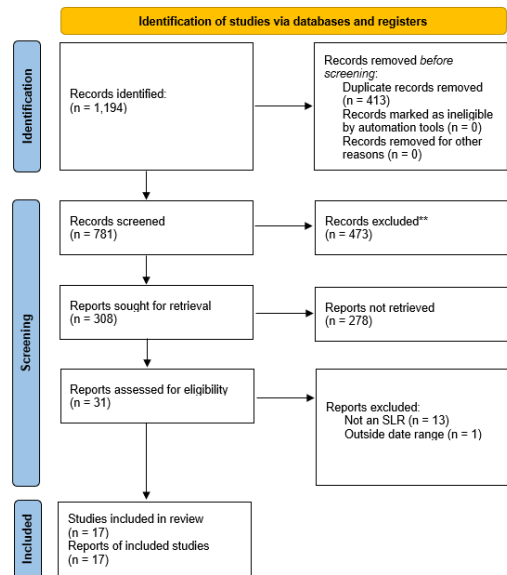 Identification of studies via databases and registers
Identification
Records identified:
(n = 1,194)
Records removed before
screening:
Duplicate records removed
(n = 413)
Records marked as ineligible
by automation tools (n = 0)
Records removed for other
reasons (n = 0)
Screening
Records screened
(n = 781)
Records excluded**
(n = 473)
Reports sought for retrieval
(n = 308)
Reports not retrieved
(n = 278)
Reports assessed for eligibility
(n = 31)
Reports excluded:
Not an SLR (n = 13)
Outside date range (n = 1)
Included
Studies included in review
(n = 17)
Reports of included studies
(n = 17)